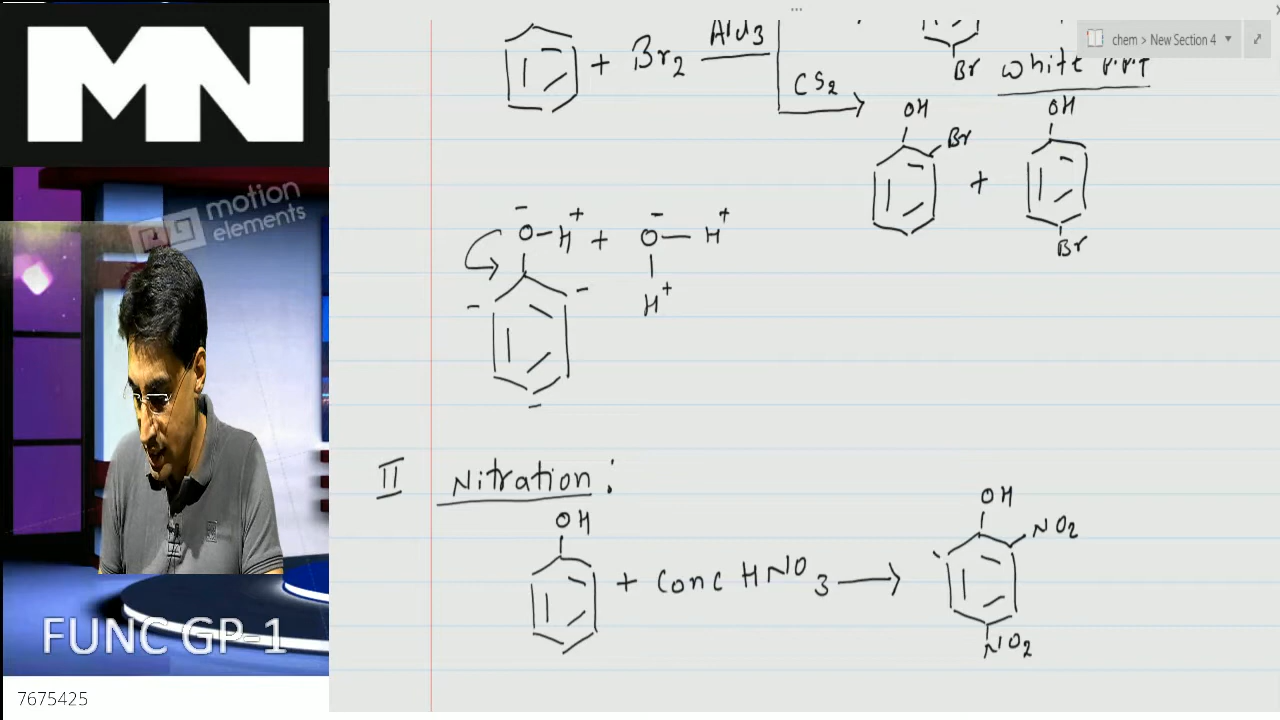 MN
motion
elements
FUNC GP-1
7675425
chem > New Section 4
+ Br2 AlCl3
Br White PPT
CS2
OH OH
Br
+
Br
- + - +
O-H + O-H
- -
H+
-
II Nitration:
OH
+ Conc HNO3 →
OH
NO2
NO2